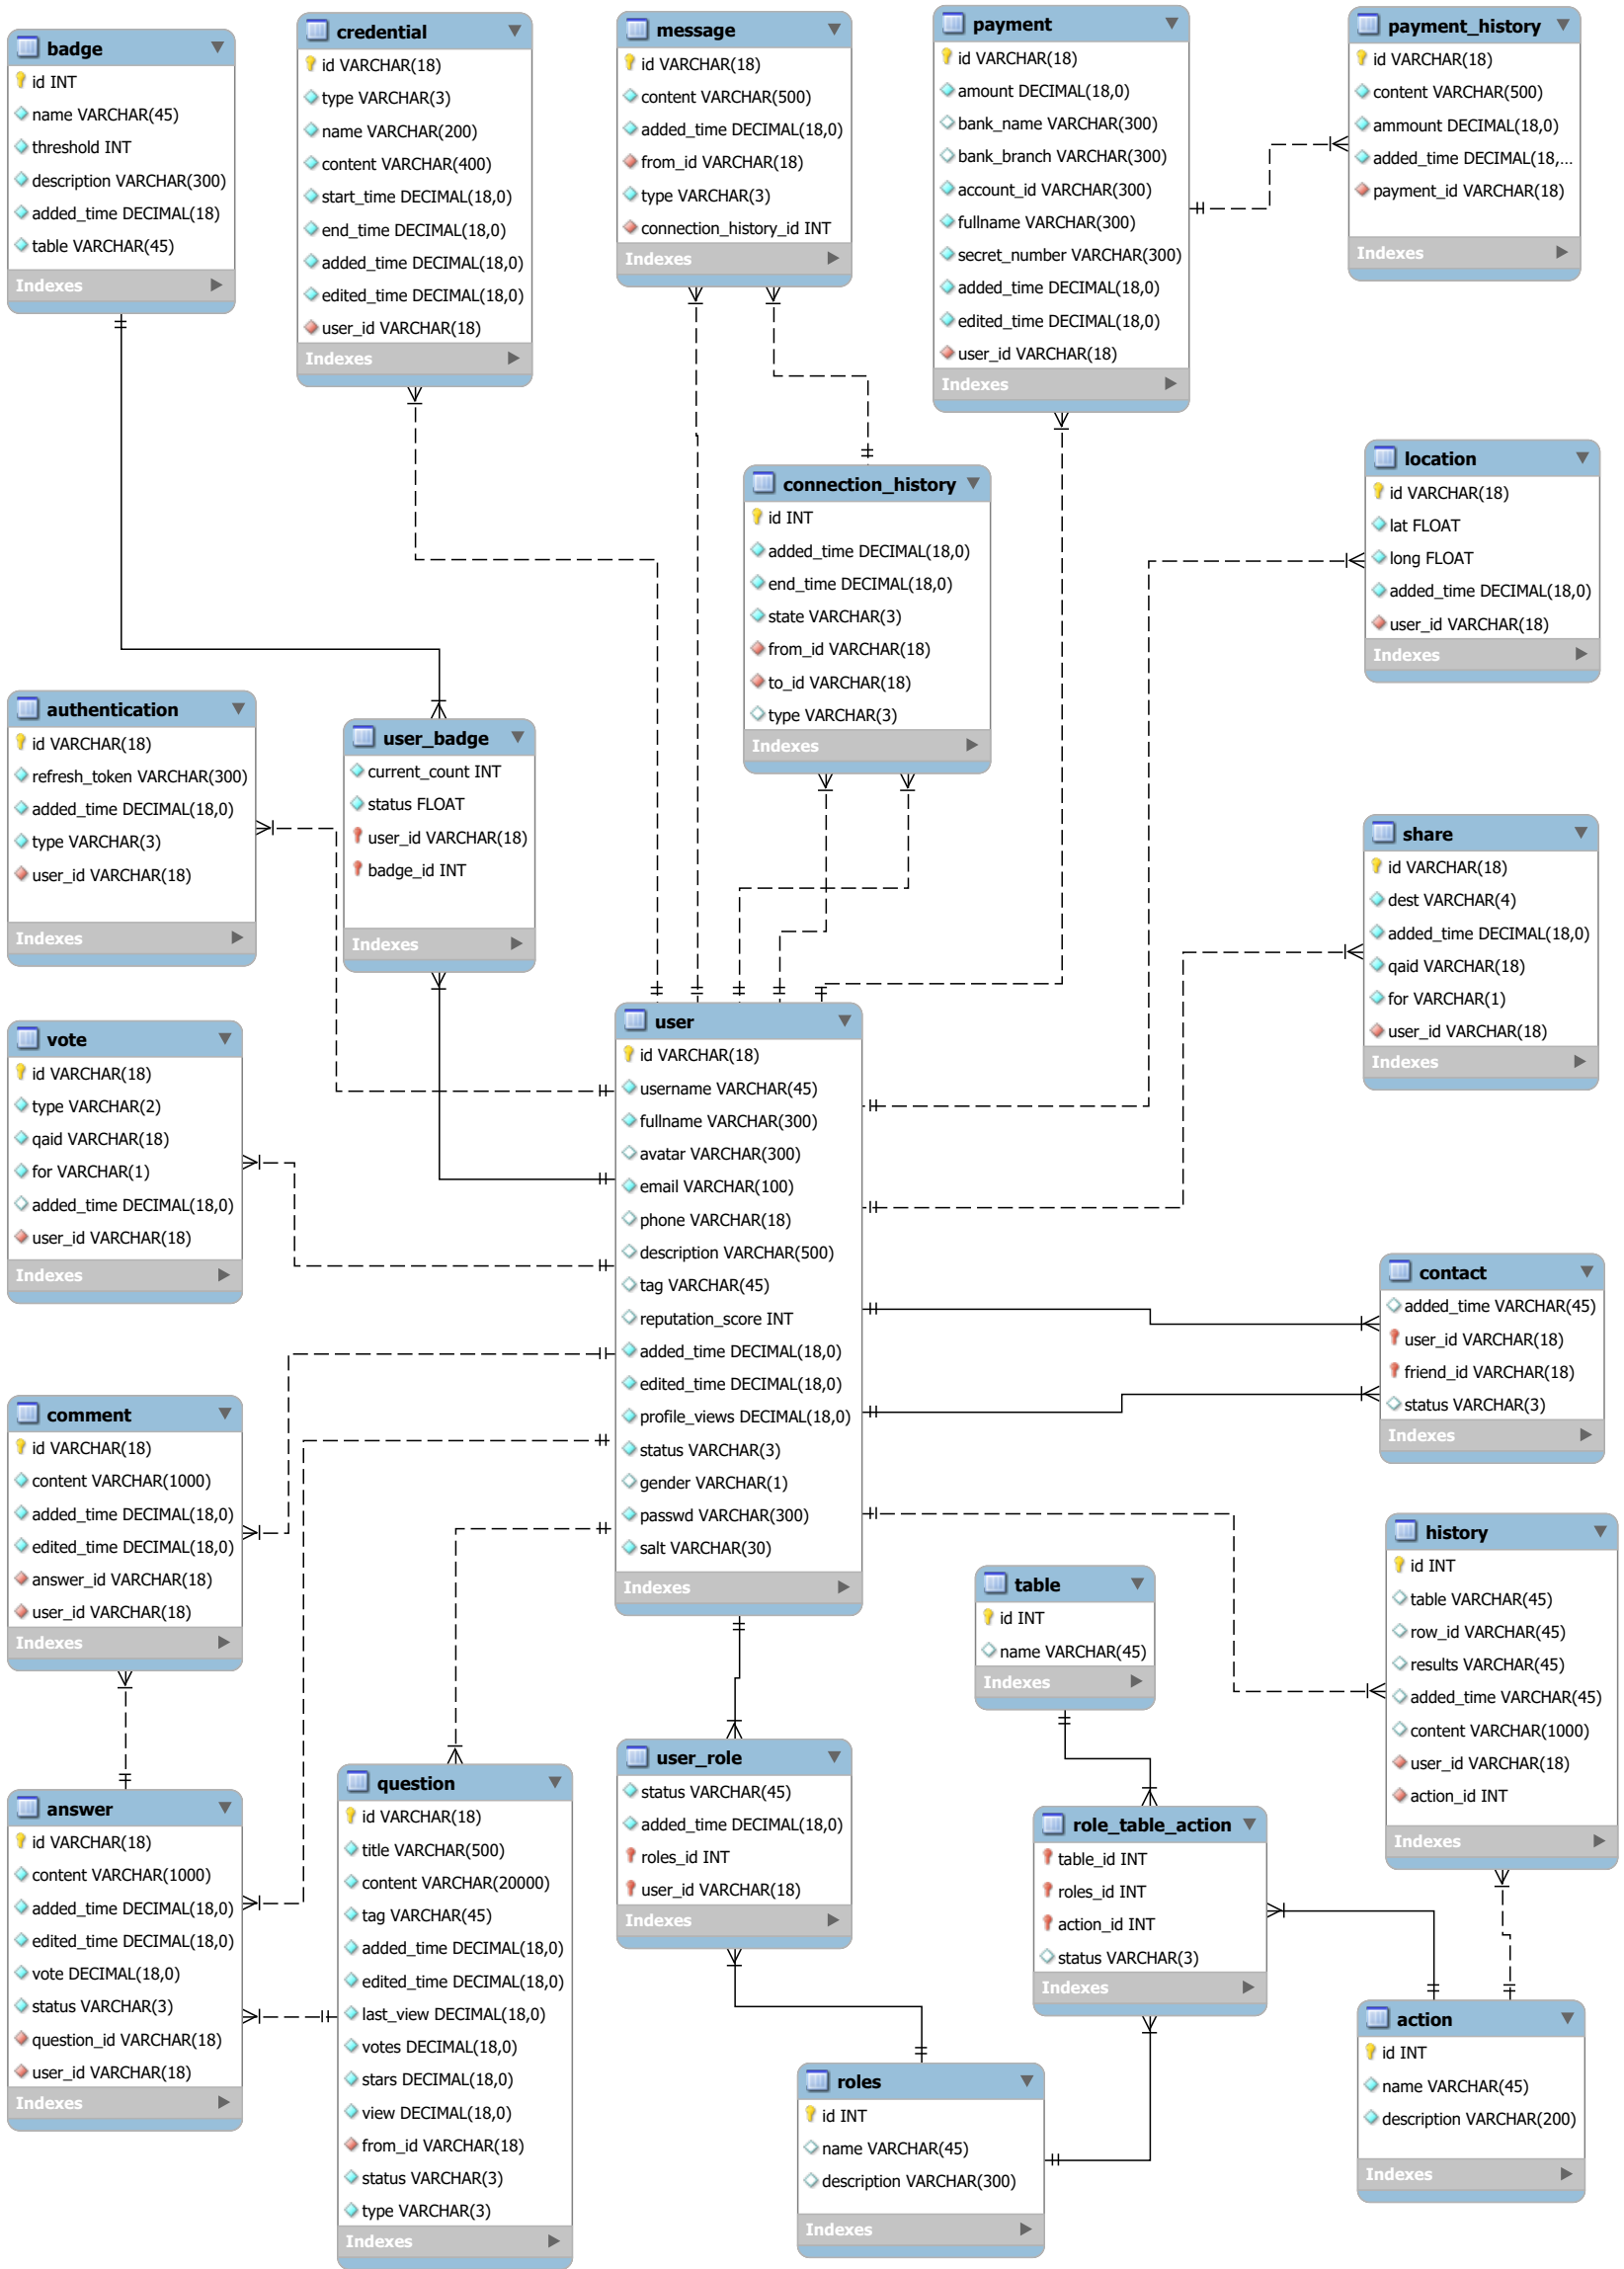 badge
id INT
name VARCHAR(45)
threshold INT
description VARCHAR(300)
added_time DECIMAL(18)
table VARCHAR(45)
Indexes
credential
id VARCHAR(18)
type VARCHAR(3)
name VARCHAR(200)
content VARCHAR(400)
start_time DECIMAL(18,0)
end_time DECIMAL(18,0)
added_time DECIMAL(18,0)
edited_time DECIMAL(18,0)
user_id VARCHAR(18)
Indexes
message
id VARCHAR(18)
content VARCHAR(500)
added_time DECIMAL(18,0)
from_id VARCHAR(18)
type VARCHAR(3)
connection_history_id INT
Indexes
payment
id VARCHAR(18)
amount DECIMAL(18,0)
bank_name VARCHAR(300)
bank_branch VARCHAR(300)
account_id VARCHAR(300)
fullname VARCHAR(300)
secret_number VARCHAR(300)
added_time DECIMAL(18,0)
edited_time DECIMAL(18,0)
user_id VARCHAR(18)
Indexes
payment_history
id VARCHAR(18)
content VARCHAR(500)
ammount DECIMAL(18,0)
added_time DECIMAL(18,...
payment_id VARCHAR(18)
Indexes
connection_history
id INT
added_time DECIMAL(18,0)
end_time DECIMAL(18,0)
state VARCHAR(3)
from_id VARCHAR(18)
to_id VARCHAR(18)
type VARCHAR(3)
Indexes
location
id VARCHAR(18)
lat FLOAT
long FLOAT
added_time DECIMAL(18,0)
user_id VARCHAR(18)
Indexes
authentication
id VARCHAR(18)
refresh_token VARCHAR(300)
added_time DECIMAL(18,0)
type VARCHAR(3)
user_id VARCHAR(18)
Indexes
user_badge
current_count INT
status FLOAT
user_id VARCHAR(18)
badge_id INT
Indexes
share
id VARCHAR(18)
dest VARCHAR(4)
added_time DECIMAL(18,0)
qaid VARCHAR(18)
for VARCHAR(1)
user_id VARCHAR(18)
Indexes
vote
id VARCHAR(18)
type VARCHAR(2)
qaid VARCHAR(18)
for VARCHAR(1)
added_time DECIMAL(18,0)
user_id VARCHAR(18)
Indexes
user
id VARCHAR(18)
username VARCHAR(45)
fullname VARCHAR(300)
avatar VARCHAR(300)
email VARCHAR(100)
phone VARCHAR(18)
description VARCHAR(500)
tag VARCHAR(45)
reputation_score INT
added_time DECIMAL(18,0)
edited_time DECIMAL(18,0)
profile_views DECIMAL(18,0)
status VARCHAR(3)
gender VARCHAR(1)
passwd VARCHAR(300)
salt VARCHAR(30)
Indexes
contact
added_time VARCHAR(45)
user_id VARCHAR(18)
friend_id VARCHAR(18)
status VARCHAR(3)
Indexes
comment
id VARCHAR(18)
content VARCHAR(1000)
added_time DECIMAL(18,0)
edited_time DECIMAL(18,0)
answer_id VARCHAR(18)
user_id VARCHAR(18)
Indexes
history
id INT
table VARCHAR(45)
row_id VARCHAR(45)
results VARCHAR(45)
added_time VARCHAR(45)
content VARCHAR(1000)
user_id VARCHAR(18)
action_id INT
Indexes
table
id INT
name VARCHAR(45)
Indexes
answer
id VARCHAR(18)
content VARCHAR(1000)
added_time DECIMAL(18,0)
edited_time DECIMAL(18,0)
vote DECIMAL(18,0)
status VARCHAR(3)
question_id VARCHAR(18)
user_id VARCHAR(18)
Indexes
question
id VARCHAR(18)
title VARCHAR(500)
content VARCHAR(20000)
tag VARCHAR(45)
added_time DECIMAL(18,0)
edited_time DECIMAL(18,0)
last_view DECIMAL(18,0)
votes DECIMAL(18,0)
stars DECIMAL(18,0)
view DECIMAL(18,0)
from_id VARCHAR(18)
status VARCHAR(3)
type VARCHAR(3)
Indexes
user_role
status VARCHAR(45)
added_time DECIMAL(18,0)
roles_id INT
user_id VARCHAR(18)
Indexes
role_table_action
table_id INT
roles_id INT
action_id INT
status VARCHAR(3)
Indexes
roles
id INT
name VARCHAR(45)
description VARCHAR(300)
Indexes
action
id INT
name VARCHAR(45)
description VARCHAR(200)
Indexes